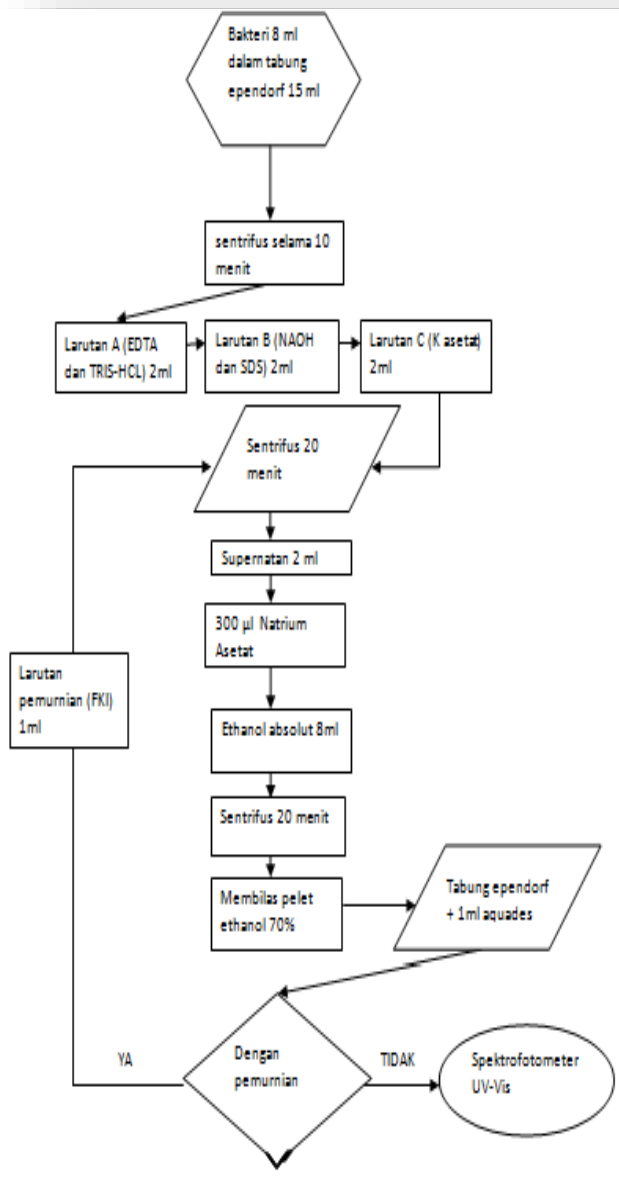 Bakteri 8 ml
dalam tabung
ependorf 15 ml
sentrifus selama 10
menit
Larutan A (EDTA
dan TRIS-HCL) 2ml
Larutan B (NAOH
dan SDS) 2ml
Larutan C (K asetat)
2ml
Sentrifus 20
menit
Supernatan 2 ml
300 µl Natrium
Asetat
Larutan
pemurnian (FKI)
1ml
Ethanol absolut 8ml
Sentrifus 20 menit
Membilas pelet
ethanol 70%
Tabung ependorf
+ 1ml aquades
Dengan
pemurnian
YA
TIDAK
Spektrofotometer
UV-Vis